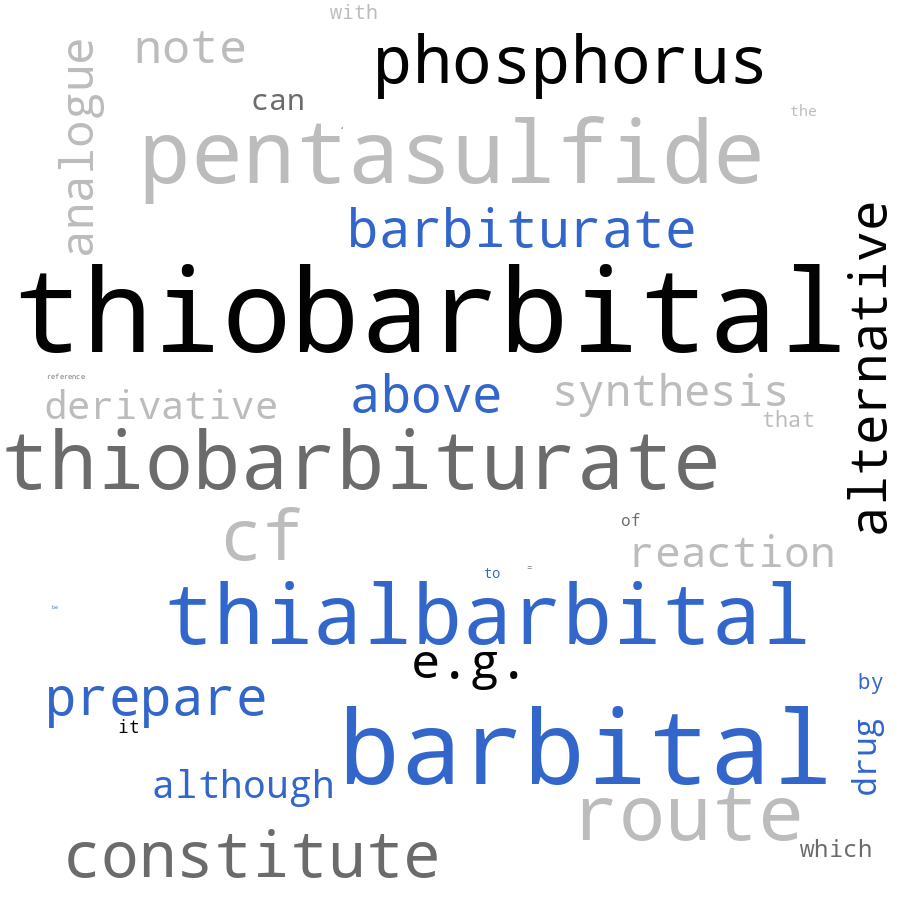 with
note
phosphorus
analogue
can
the
pentasulfide
barbiturate
alternative
thiobarbital
reference
derivative
above
synthesis
that
thiobarbiturate
cf
of
reaction
to
=
thialbarbital
be
e.g.
prepare
by
it
barbital
drug
although
route
constitute
which